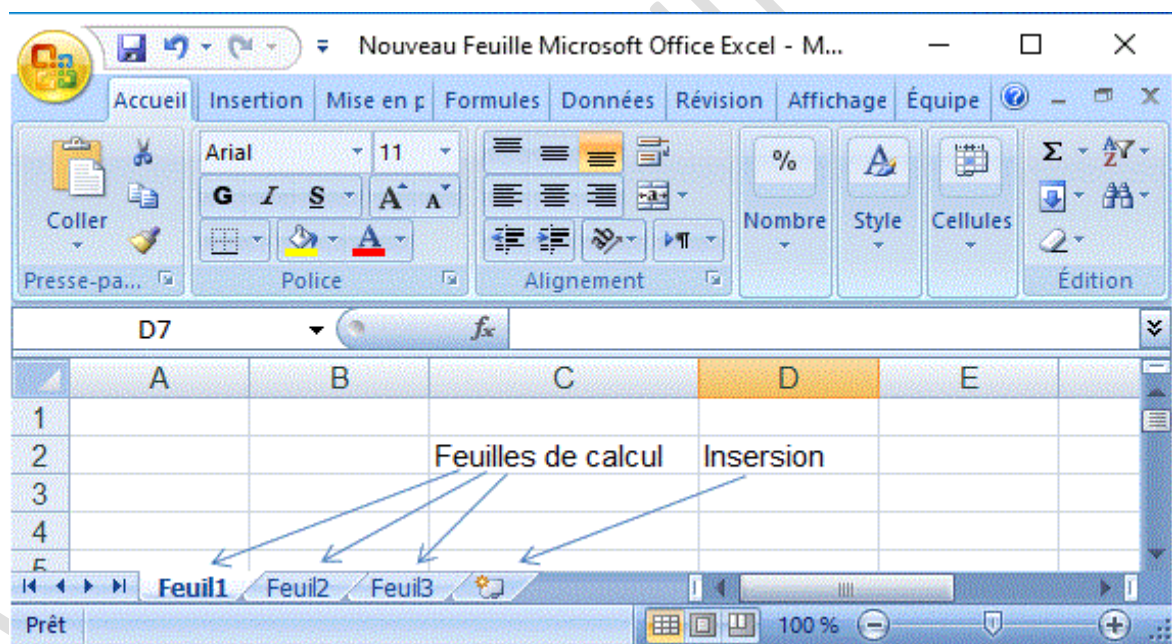 Nouveau Feuille Microsoft Office Excel - M...
Accueil Insertion Mise en p Formules Données Révision Affichage Équipe
Arial 11
G I S A A
Coller
A
% Nombre
A Style
Cellules
Σ
Presse-pa... Police Alignement Édition
D7 fx
A B C D E
1
2 Feuilles de calcul Insersion
3
4
5
Feuil1 Feuil2 Feuil3
Prêt 100 %